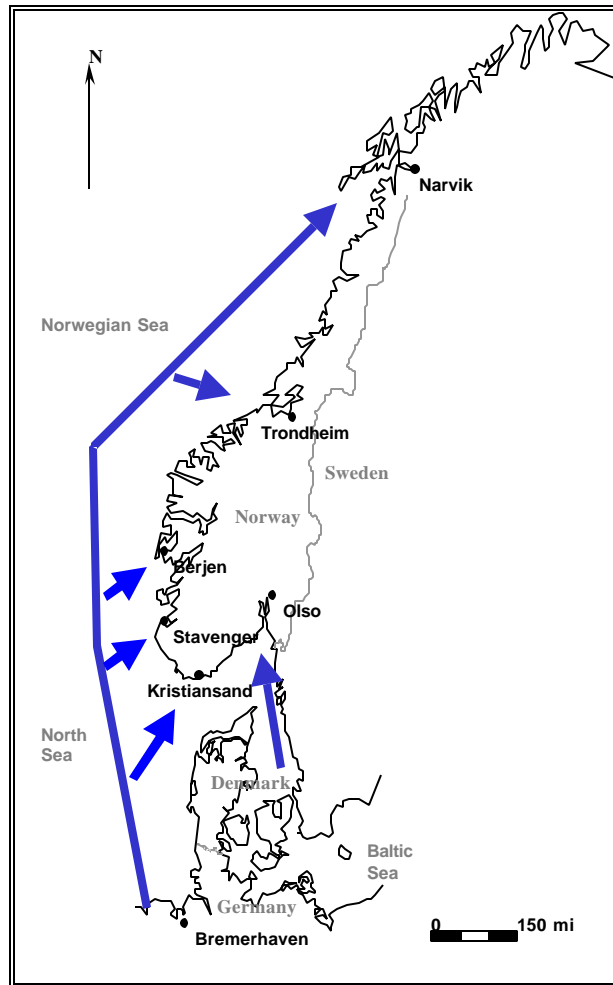 N
Narvik
Norwegian Sea
Trondheim
Sweden
Norway
Berjen
Olso
Stavenger
Kristiansand
North
Sea
Denmark
Baltic
Sea
Germany
Bremerhaven
0 150 mi